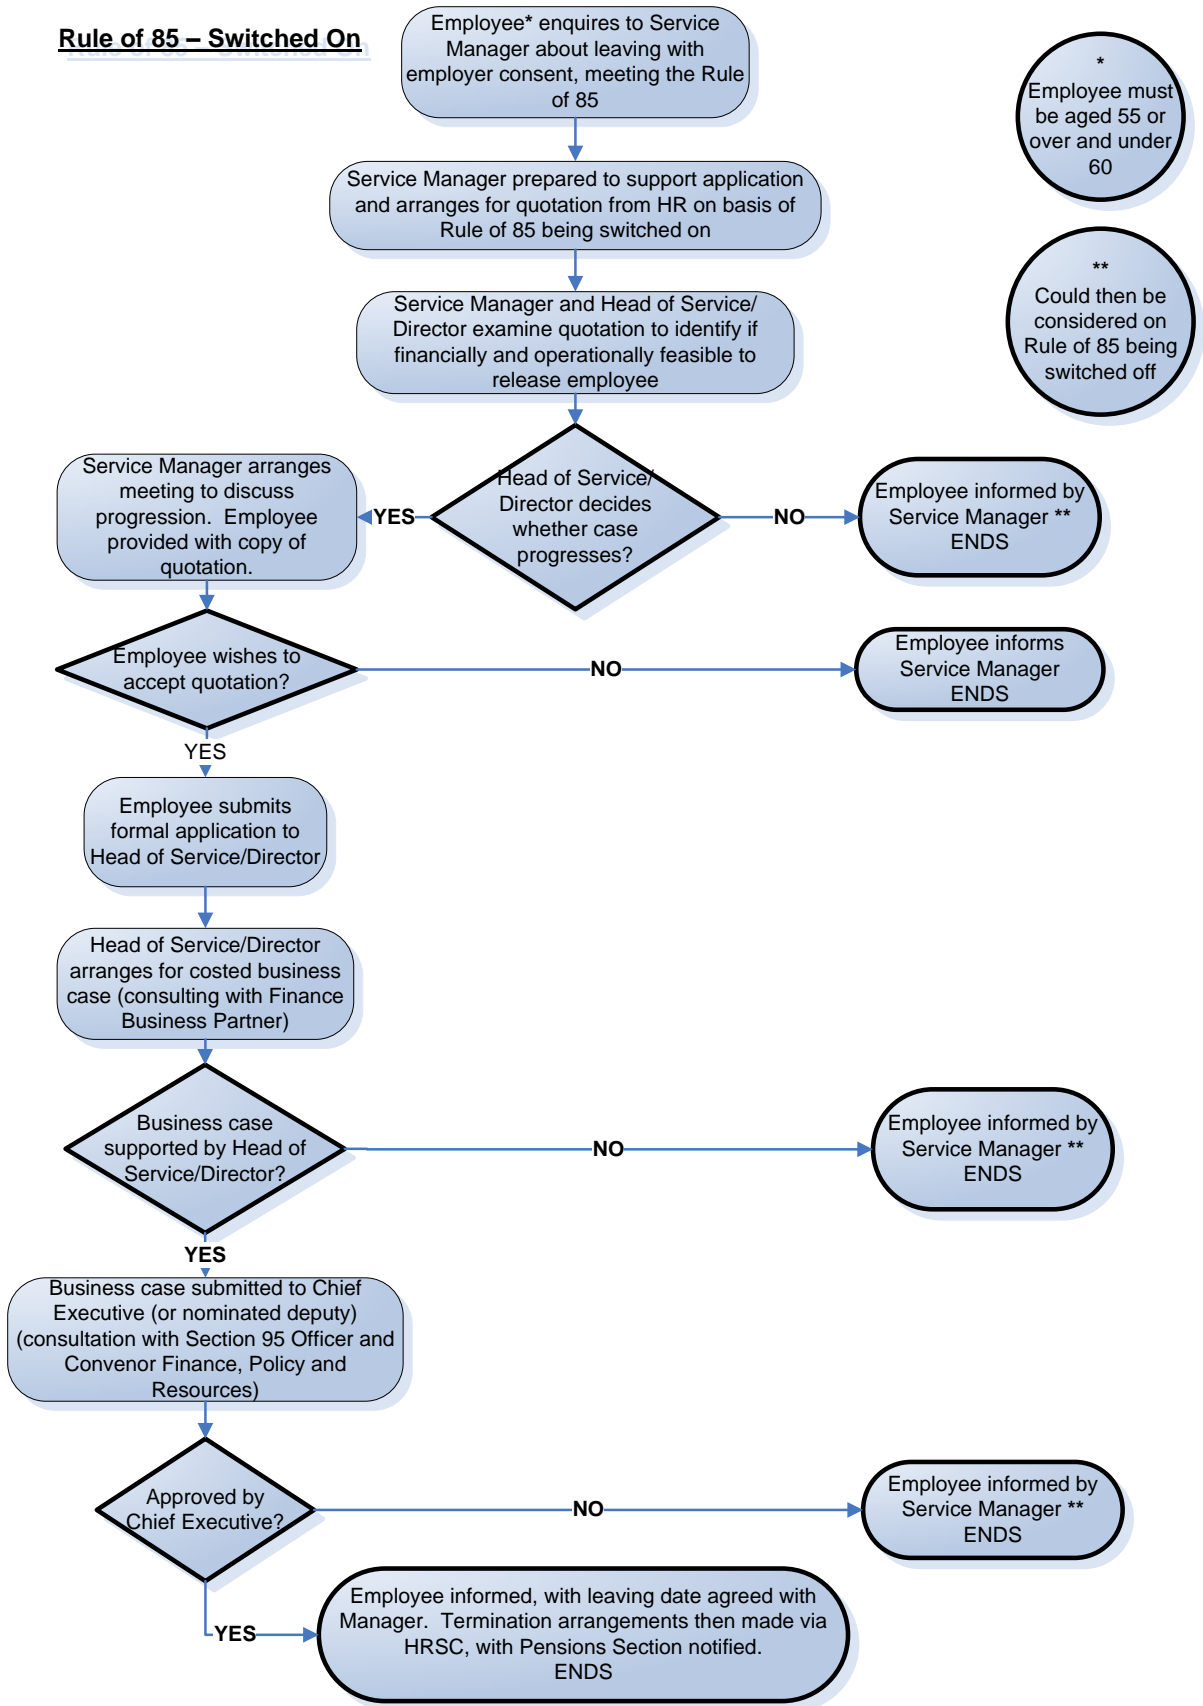 Rule of 85 – Switched On
Employee* enquires to Service
Manager about leaving with
employer consent, meeting the Rule
of 85
*
Employee must
be aged 55 or
over and under
60
Service Manager prepared to support application
and arranges for quotation from HR on basis of
Rule of 85 being switched on
**
Could then be
considered on
Rule of 85 being
switched off
Service Manager and Head of Service/
Director examine quotation to identify if
financially and operationally feasible to
release employee
Head of Service/
Director decides
whether case
progresses?
YES
NO
Service Manager arranges
meeting to discuss
progression.  Employee
provided with copy of
quotation.
Employee informed by
Service Manager **
ENDS
Employee wishes to
accept quotation?
NO
Employee informs
Service Manager
ENDS
YES
Employee submits
formal application to
Head of Service/Director
Head of Service/Director
arranges for costed business
case (consulting with Finance
Business Partner)
Business case
supported by Head of
Service/Director?
NO
Employee informed by
Service Manager **
ENDS
YES
Business case submitted to Chief
Executive (or nominated deputy)
(consultation with Section 95 Officer and
Convenor Finance, Policy and
Resources)
Approved by
Chief Executive?
NO
Employee informed by
Service Manager **
ENDS
YES
Employee informed, with leaving date agreed with
Manager.  Termination arrangements then made via
HRSC, with Pensions Section notified.
ENDS